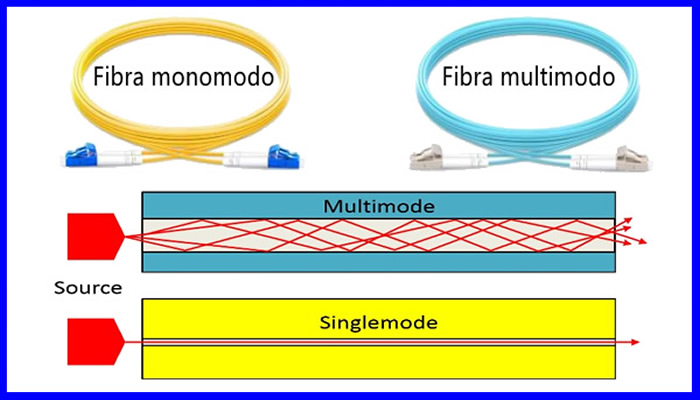 Fibra monomodo
Fibra multimodo
Multimode
Source
Singlemode